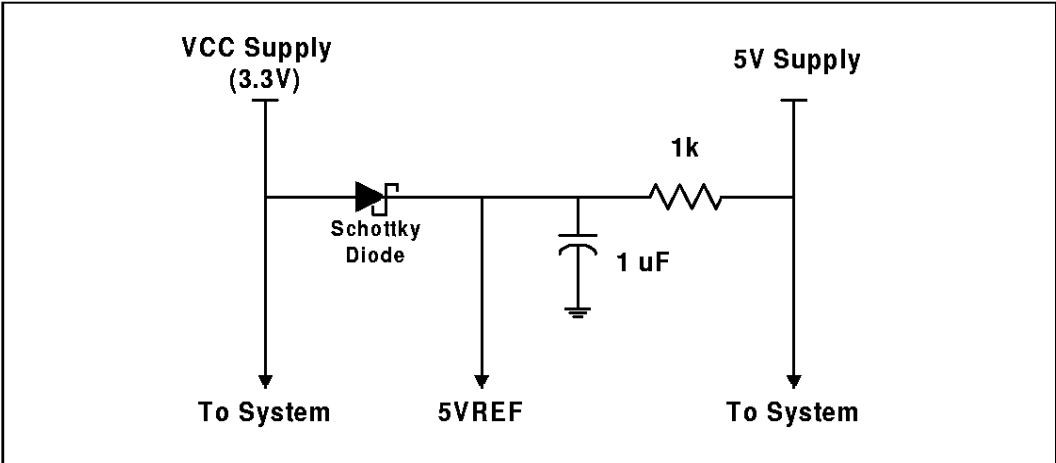 VCC Supply
(3.3V)
5V Supply
1k
Schottky
Diode
1 uF
To System
5VREF
To System